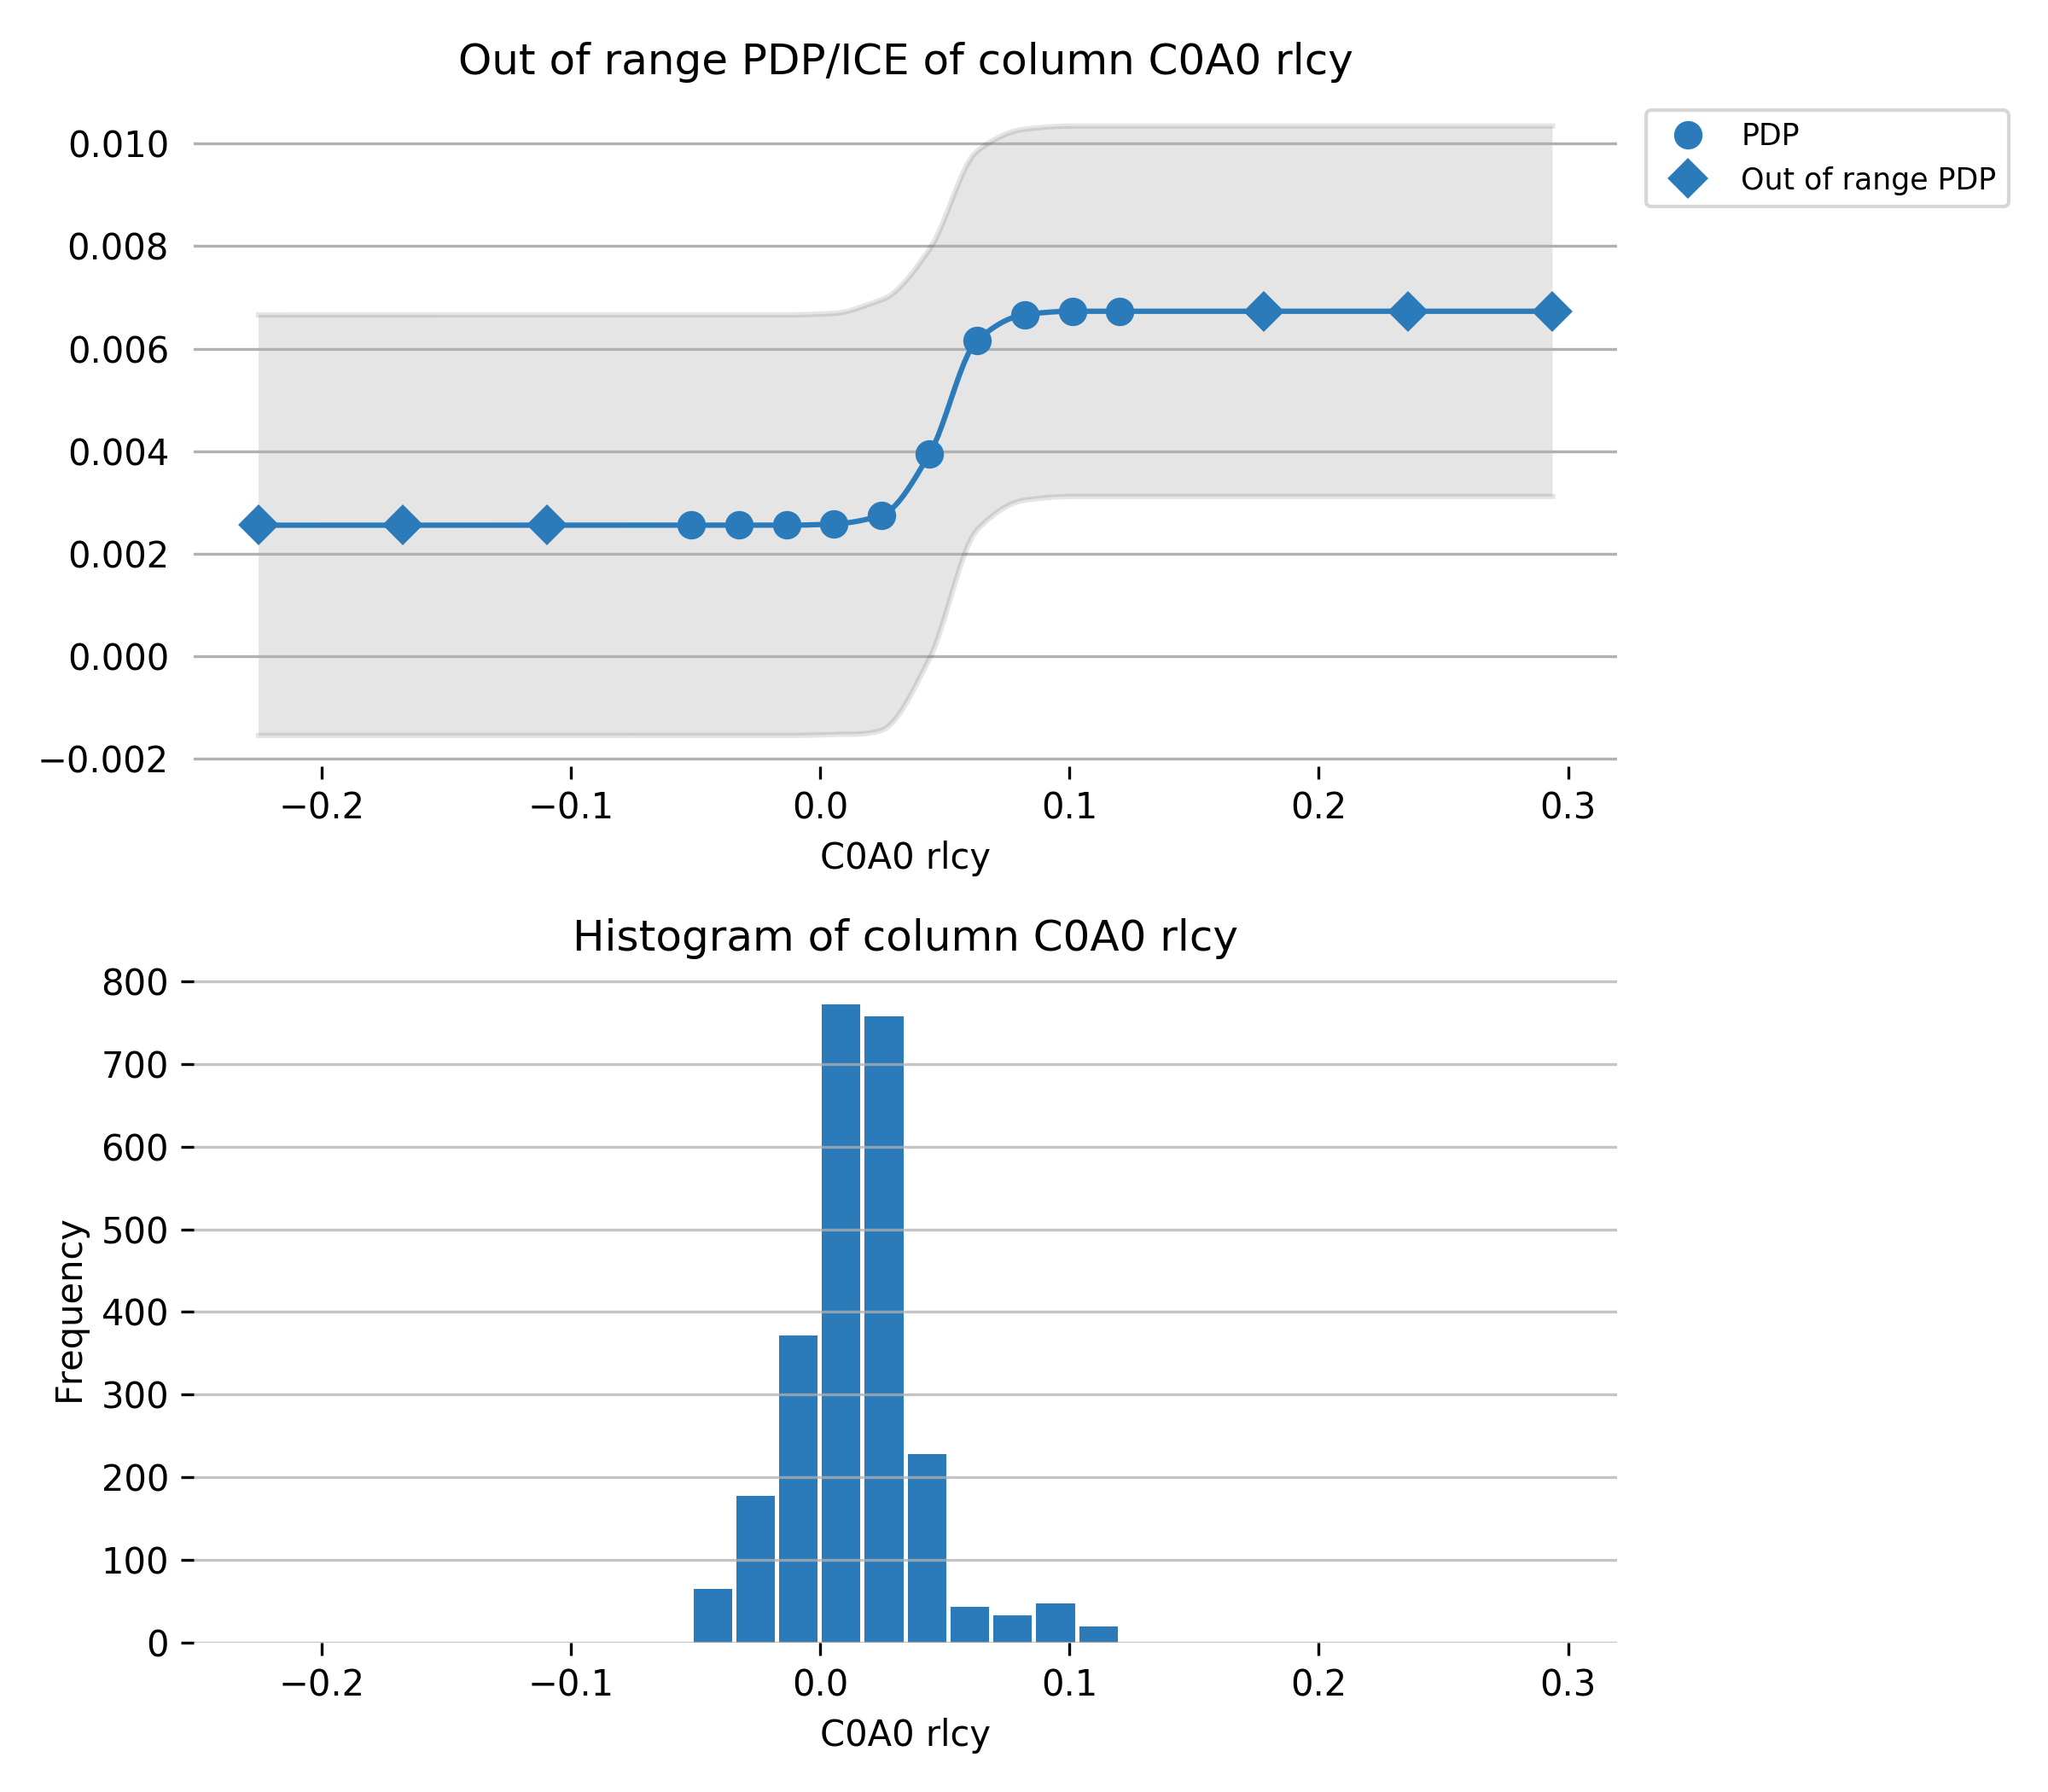 Out of range PDP/ICE of column C0A0 rlcy
PDP
Out of range PDP
0.010
0.008
0.006
0.004
0.002
0.000
−0.002
−0.2 −0.1 0.0 0.1 0.2 0.3
C0A0 rlcy
Histogram of column C0A0 rlcy
800
700
600
500
400
300
200
100
0
Frequency
−0.2 −0.1 0.0 0.1 0.2 0.3
C0A0 rlcy